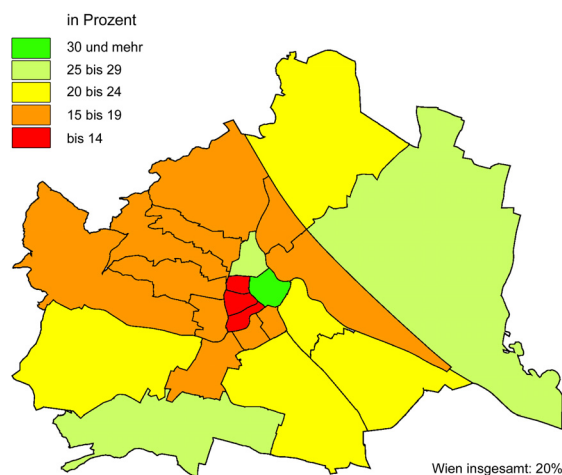 in Prozent
30 und mehr
25 bis 29
20 bis 24
15 bis 19
bis 14
Wien insgesamt: 20%